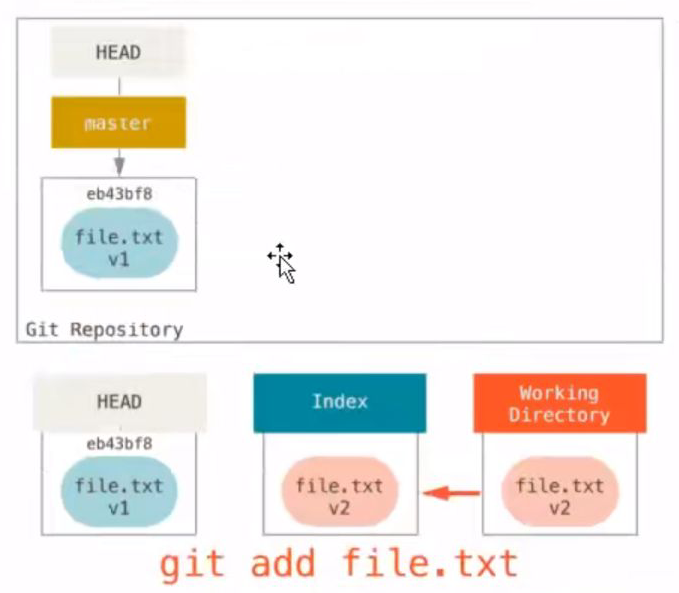 HEAD
master
eb43bf8
file.txt
v1
Git Repository
HEAD
eb43bf8
file.txt
v1
Index
file.txt
v2
Working
Directory
file.txt
v2
git add file.txt